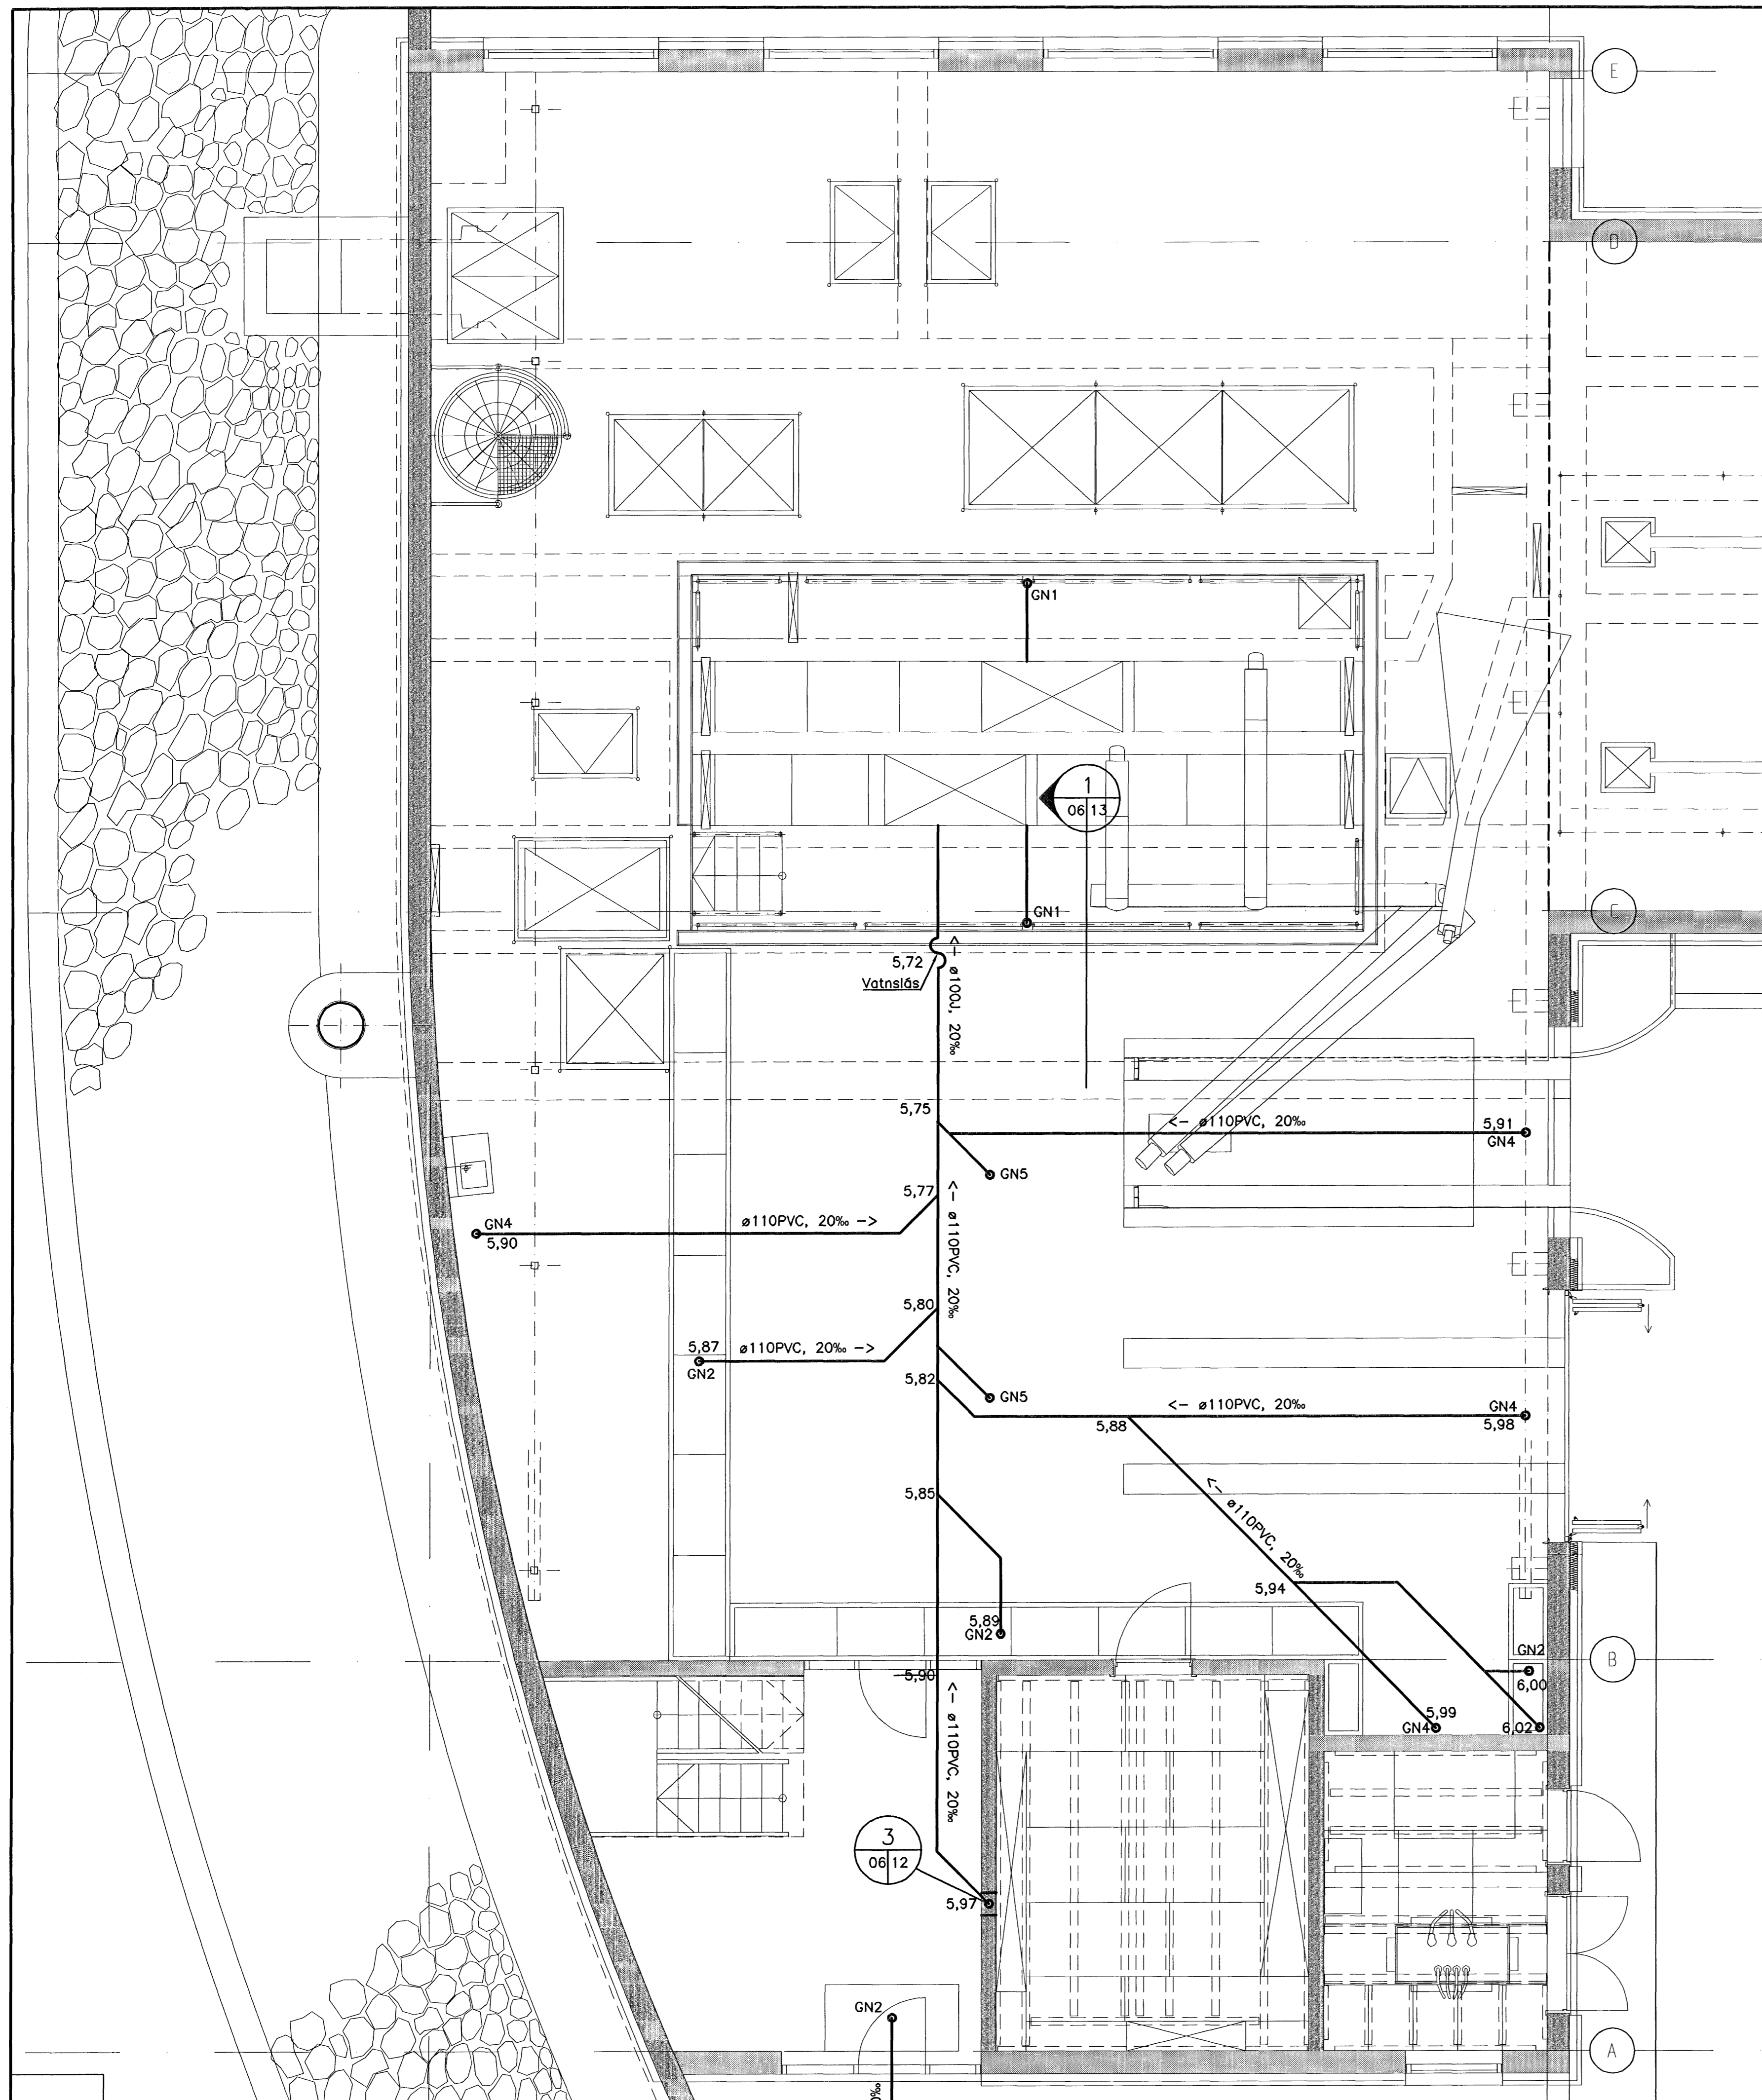 E
D
GN1
1
06 13
GN1
C
5,72
Vatnslás
<- ø100J, 20‰
5,75
<- ø110PVC, 20‰
5,91
GN4
GN5
5,77
<- ø110PVC, 20‰
GN4
5,90
ø110PVC, 20‰ ->
5,80
5,87
GN2
ø110PVC, 20‰ ->
5,82
GN5
<- ø110PVC, 20‰
GN4
5,98
5,88
<- ø110PVC, 20‰
5,85
5,94
5,89
GN2
GN2
6,00
B
5,90
<- ø110PVC, 20‰
5,99
GN4
6,02
3
06 12
5,97
GN2
A